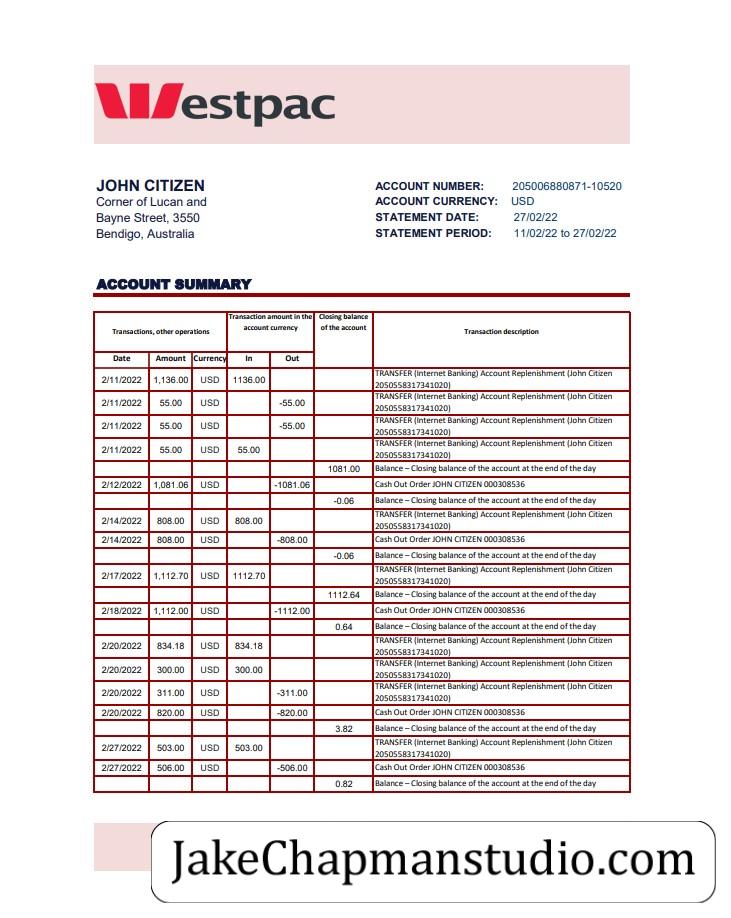 Westpac
JOHN CITIZEN
Corner of Lucan and
Bayne Street, 3550
Bendigo, Australia
ACCOUNT NUMBER: 205006880871-10520
ACCOUNT CURRENCY: USD
STATEMENT DATE: 27/02/22
STATEMENT PERIOD: 11/02/22 to 27/02/22
ACCOUNT SUMMARY
Transactions, other operations
Transaction amount in the
account currency
Closing balance
of the account
Transaction description
Date Amount Currency In Out
2/11/2022 1,136.00 USD 1136.00 TRANSFER (Internet Banking) Account Replenishment (John Citizen
2050558317341020)
2/11/2022 55.00 USD -55.00 TRANSFER (Internet Banking) Account Replenishment (John Citizen
2050558317341020)
2/11/2022 55.00 USD -55.00 TRANSFER (Internet Banking) Account Replenishment (John Citizen
2050558317341020)
2/11/2022 55.00 USD 55.00 TRANSFER (Internet Banking) Account Replenishment (John Citizen
2050558317341020)
1081.00 Balance – Closing balance of the account at the end of the day
2/12/2022 1,081.06 USD -1081.06 Cash Out Order JOHN CITIZEN 000308536
-0.06 Balance – Closing balance of the account at the end of the day
2/14/2022 808.00 USD 808.00 TRANSFER (Internet Banking) Account Replenishment (John Citizen
2050558317341020)
2/14/2022 808.00 USD -808.00 Cash Out Order JOHN CITIZEN 000308536
-0.06 Balance – Closing balance of the account at the end of the day
2/17/2022 1,112.70 USD 1112.70 TRANSFER (Internet Banking) Account Replenishment (John Citizen
2050558317341020)
1112.64 Balance – Closing balance of the account at the end of the day
2/18/2022 1,112.00 USD -1112.00 Cash Out Order JOHN CITIZEN 000308536
0.64 Balance – Closing balance of the account at the end of the day
2/20/2022 834.18 USD 834.18 TRANSFER (Internet Banking) Account Replenishment (John Citizen
2050558317341020)
2/20/2022 300.00 USD 300.00 TRANSFER (Internet Banking) Account Replenishment (John Citizen
2050558317341020)
2/20/2022 311.00 USD -311.00 TRANSFER (Internet Banking) Account Replenishment (John Citizen
2050558317341020)
2/20/2022 820.00 USD -820.00 Cash Out Order JOHN CITIZEN 000308536
3.82 Balance – Closing balance of the account at the end of the day
2/27/2022 503.00 USD 503.00 TRANSFER (Internet Banking) Account Replenishment (John Citizen
2050558317341020)
2/27/2022 506.00 USD -506.00 Cash Out Order JOHN CITIZEN 000308536
0.82 Balance – Closing balance of the account at the end of the day
JakeChapmanstudio.com